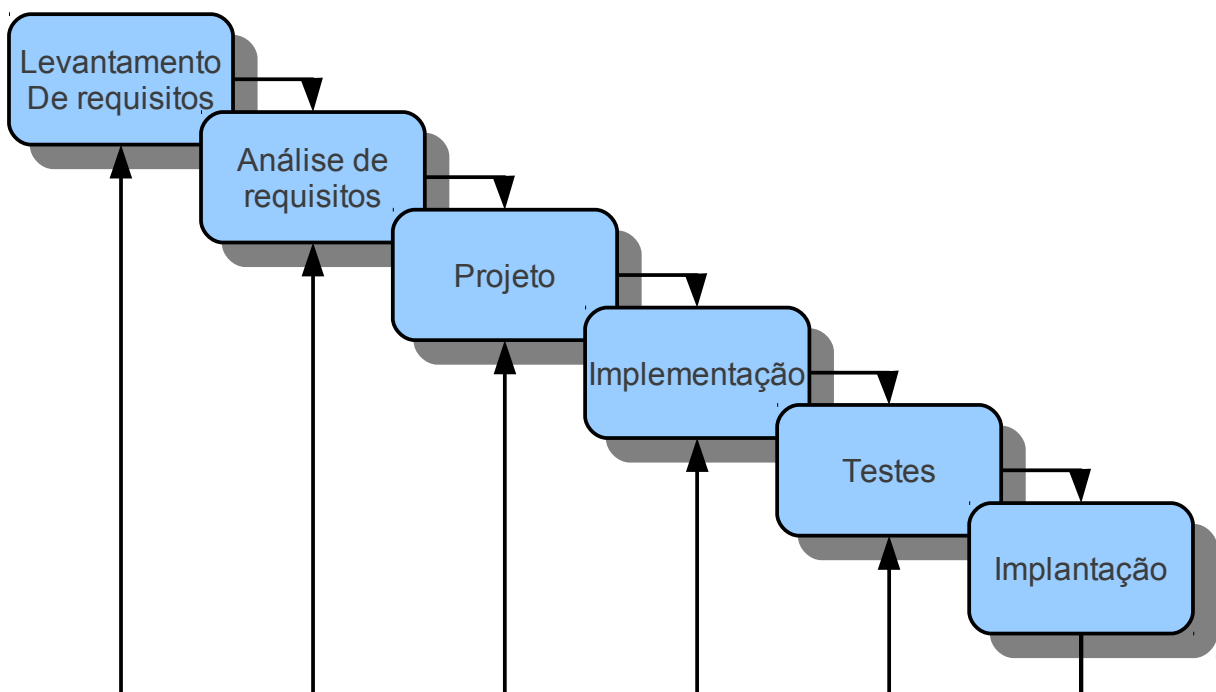 Levantamento
De requisitos
Análise de
requisitos
Projeto
Implementação
Testes
Implantação